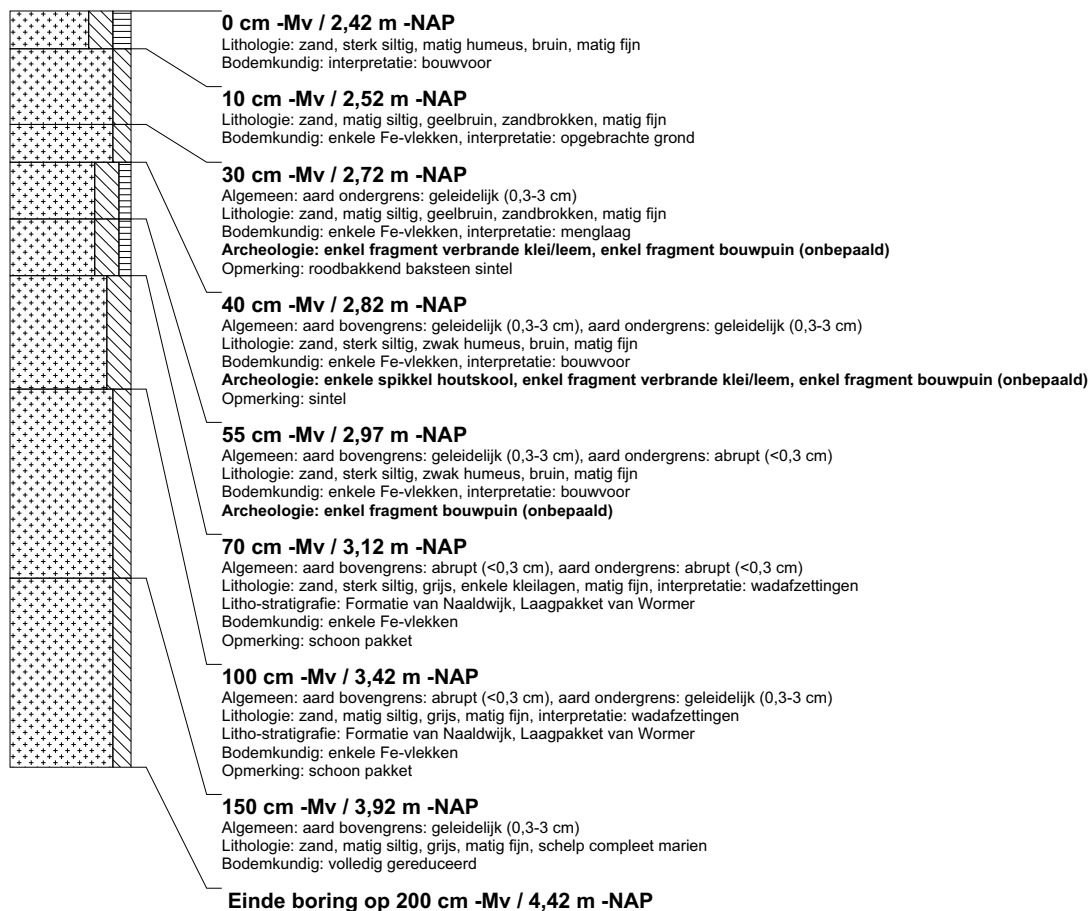 0 cm -Mv / 2,42 m -NAP
Lithologie: zand, sterk siltig, matig humeus, bruin, matig fijn
Bodemkundig: interpretatie: bouwvoor
10 cm -Mv / 2,52 m -NAP
Lithologie: zand, matig siltig, geelbruin, zandbrokken, matig fijn
Bodemkundig: enkele Fe-vlekken, interpretatie: opgebrachte grond
30 cm -Mv / 2,72 m -NAP
Algemeen: aard ondergrens: geleidelijk (0,3-3 cm)
Lithologie: zand, matig siltig, geelbruin, zandbrokken, matig fijn
Bodemkundig: enkele Fe-vlekken, interpretatie: menglaag
Archeologie: enkel fragment verbrande klei/leem, enkel fragment bouwpuin (onbepaald)
Opmerking: roodbakkend baksteen sintel
40 cm -Mv / 2,82 m -NAP
Algemeen: aard bovengrens: geleidelijk (0,3-3 cm), aard ondergrens: geleidelijk (0,3-3 cm)
Lithologie: zand, sterk siltig, zwak humeus, bruin, matig fijn
Bodemkundig: enkele Fe-vlekken, interpretatie: bouwvoor
Archeologie: enkele spikkel houtskool, enkel fragment verbrande klei/leem, enkel fragment bouwpuin (onbepaald)
Opmerking: sintel
55 cm -Mv / 2,97 m -NAP
Algemeen: aard bovengrens: geleidelijk (0,3-3 cm), aard ondergrens: abrupt (<0,3 cm)
Lithologie: zand, sterk siltig, zwak humeus, bruin, matig fijn
Bodemkundig: enkele Fe-vlekken, interpretatie: bouwvoor
Archeologie: enkel fragment bouwpuin (onbepaald)
70 cm -Mv / 3,12 m -NAP
Algemeen: aard bovengrens: abrupt (<0,3 cm), aard ondergrens: abrupt (<0,3 cm)
Lithologie: zand, sterk siltig, grijs, enkele kleilagen, matig fijn, interpretatie: wadafzettingen
Litho-stratigrafie: Formatie van Naaldwijk, Laagpakket van Wormer
Bodemkundig: enkele Fe-vlekken
Opmerking: schoon pakket
100 cm -Mv / 3,42 m -NAP
Algemeen: aard bovengrens: abrupt (<0,3 cm), aard ondergrens: geleidelijk (0,3-3 cm)
Lithologie: zand, matig siltig, grijs, matig fijn, interpretatie: wadafzettingen
Litho-stratigrafie: Formatie van Naaldwijk, Laagpakket van Wormer
Bodemkundig: enkele Fe-vlekken
Opmerking: schoon pakket
150 cm -Mv / 3,92 m -NAP
Algemeen: aard bovengrens: geleidelijk (0,3-3 cm)
Lithologie: zand, matig siltig, grijs, matig fijn, schelp compleet marien
Bodemkundig: volledig gereduceerd
Einde boring op 200 cm -Mv / 4,42 m -NAP